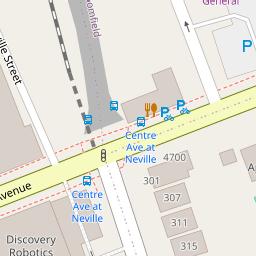 General
omfield
P
ville Street
P
P
Centre
Ave at
Neville
4700
301
Avenue
Centre
Ave at
Neville
307
311
315
Discovery
Robotics